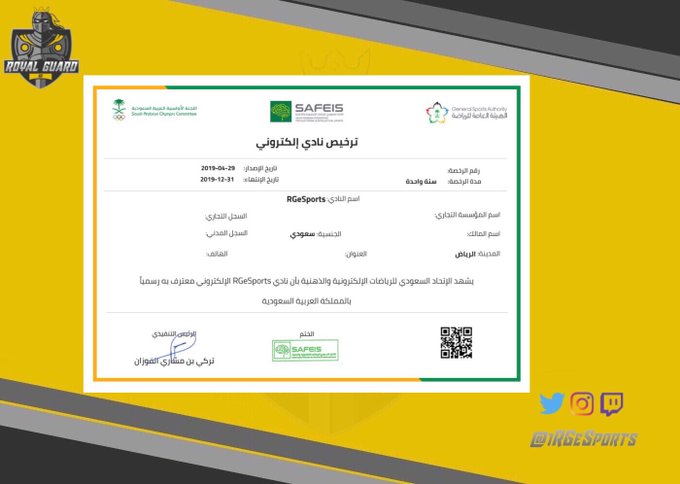 ROYAL GUARD
اللجنة الأولمبية العربية السعودية
Saudi Arabian Olympic Committee
SAFEIS
General Sports Authority
الهيئة العامة للرياضة
ترخيص نادي إلكتروني
رقم الرخصة:
تاريخ الإصدار: 2019-04-29
مدة الرخصة: سنة واحدة
تاريخ الإنتهاء: 2019-12-31
اسم النادي: RGeSports
اسم المؤسسة التجاري:
السجل التجاري:
اسم المالك:
الجنسية: سعودي
السجل المدني:
المدينة: الرياض
العنوان:
الهاتف:
يشهد الإتحاد السعودي للرياضات الإلكترونية والذهنية بأن نادي RGeSports الإلكتروني معترف به رسمياً
بالمملكة العربية السعودية
الختم
الرئيس التنفيذي
SAFEIS
تركي بن مشاري الفوزان
@1RGeSports